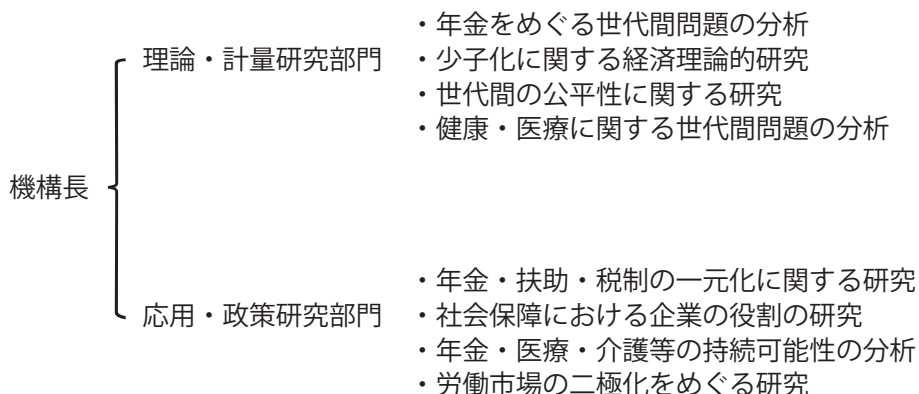 機構長
理論・計量研究部門
・年金をめぐる世代間問題の分析
・少子化に関する経済理論的研究
・世代間の公平性に関する研究
・健康・医療に関する世代間問題の分析
応用・政策研究部門
・年金・扶助・税制の一元化に関する研究
・社会保障における企業の役割の研究
・年金・医療・介護等の持続可能性の分析
・労働市場の二極化をめぐる研究